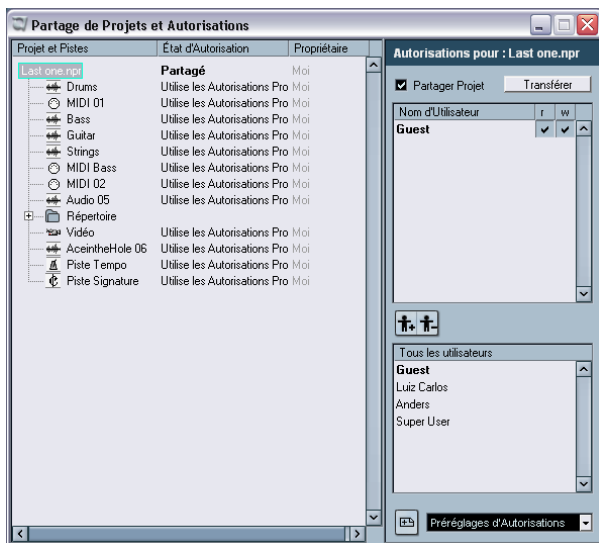 Partage de Projets et Autorisations
Projet et Pistes État d'Autorisation Propriétaire
Last one.npr Partagé Moi
Drums Utilise les Autorisations Pro Moi
MIDI 01 Utilise les Autorisations Pro Moi
Bass Utilise les Autorisations Pro Moi
Guitar Utilise les Autorisations Pro Moi
Strings Utilise les Autorisations Pro Moi
MIDI Bass Utilise les Autorisations Pro Moi
MIDI 02 Utilise les Autorisations Pro Moi
Audio 05 Utilise les Autorisations Pro Moi
Répertoire
Vidéo Utilise les Autorisations Pro Moi
AceintheHole 06 Utilise les Autorisations Pro Moi
Piste Tempo Utilise les Autorisations Pro Moi
Piste Signature Utilise les Autorisations Pro Moi
Autorisations pour : Last one.npr
Partager Projet Transférer
Nom d'Utilisateur r w
Guest
Tous les utilisateurs
Guest
Luiz Carlos
Anders
Super User
Préréglages d'Autorisations